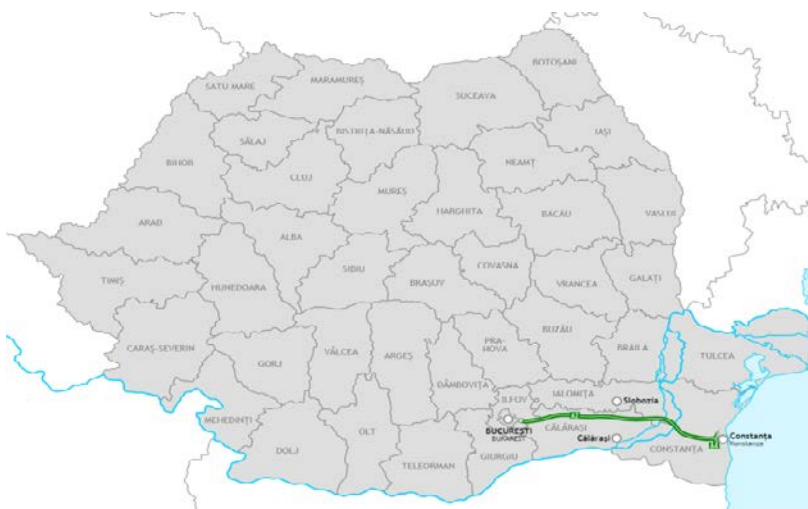 BOTOȘANI
SATU MARE
MARAMUREȘ
SUCEAVA
SĂLAJ
BISTRIȚA-NĂSĂUD
IAȘI
BIHOR
CLUJ
NEAMȚ
MUREȘ
HARGHITA
BACĂU
VASLUI
ARAD
ALBA
TIMIȘ
HUNEDOARA
SIBIU
BRAȘOV
COVASNA
VRANCEA
GALAȚI
CARAȘ-SEVERIN
GORJ
VÂLCEA
ARGEȘ
PRA-
HOVA
BUZĂU
BRAILA
TULCEA
DÂMBOVIȚA
ILFOV
IALOMIȚA
Slobozia
MEHEDINȚI
DOLJ
OLT
TELEORMAN
GIURGIU
BUCUREȘTI
BUKAREST
CĂLĂRAȘI
Călărași
CONSTANȚA
Constanța
Konstanza